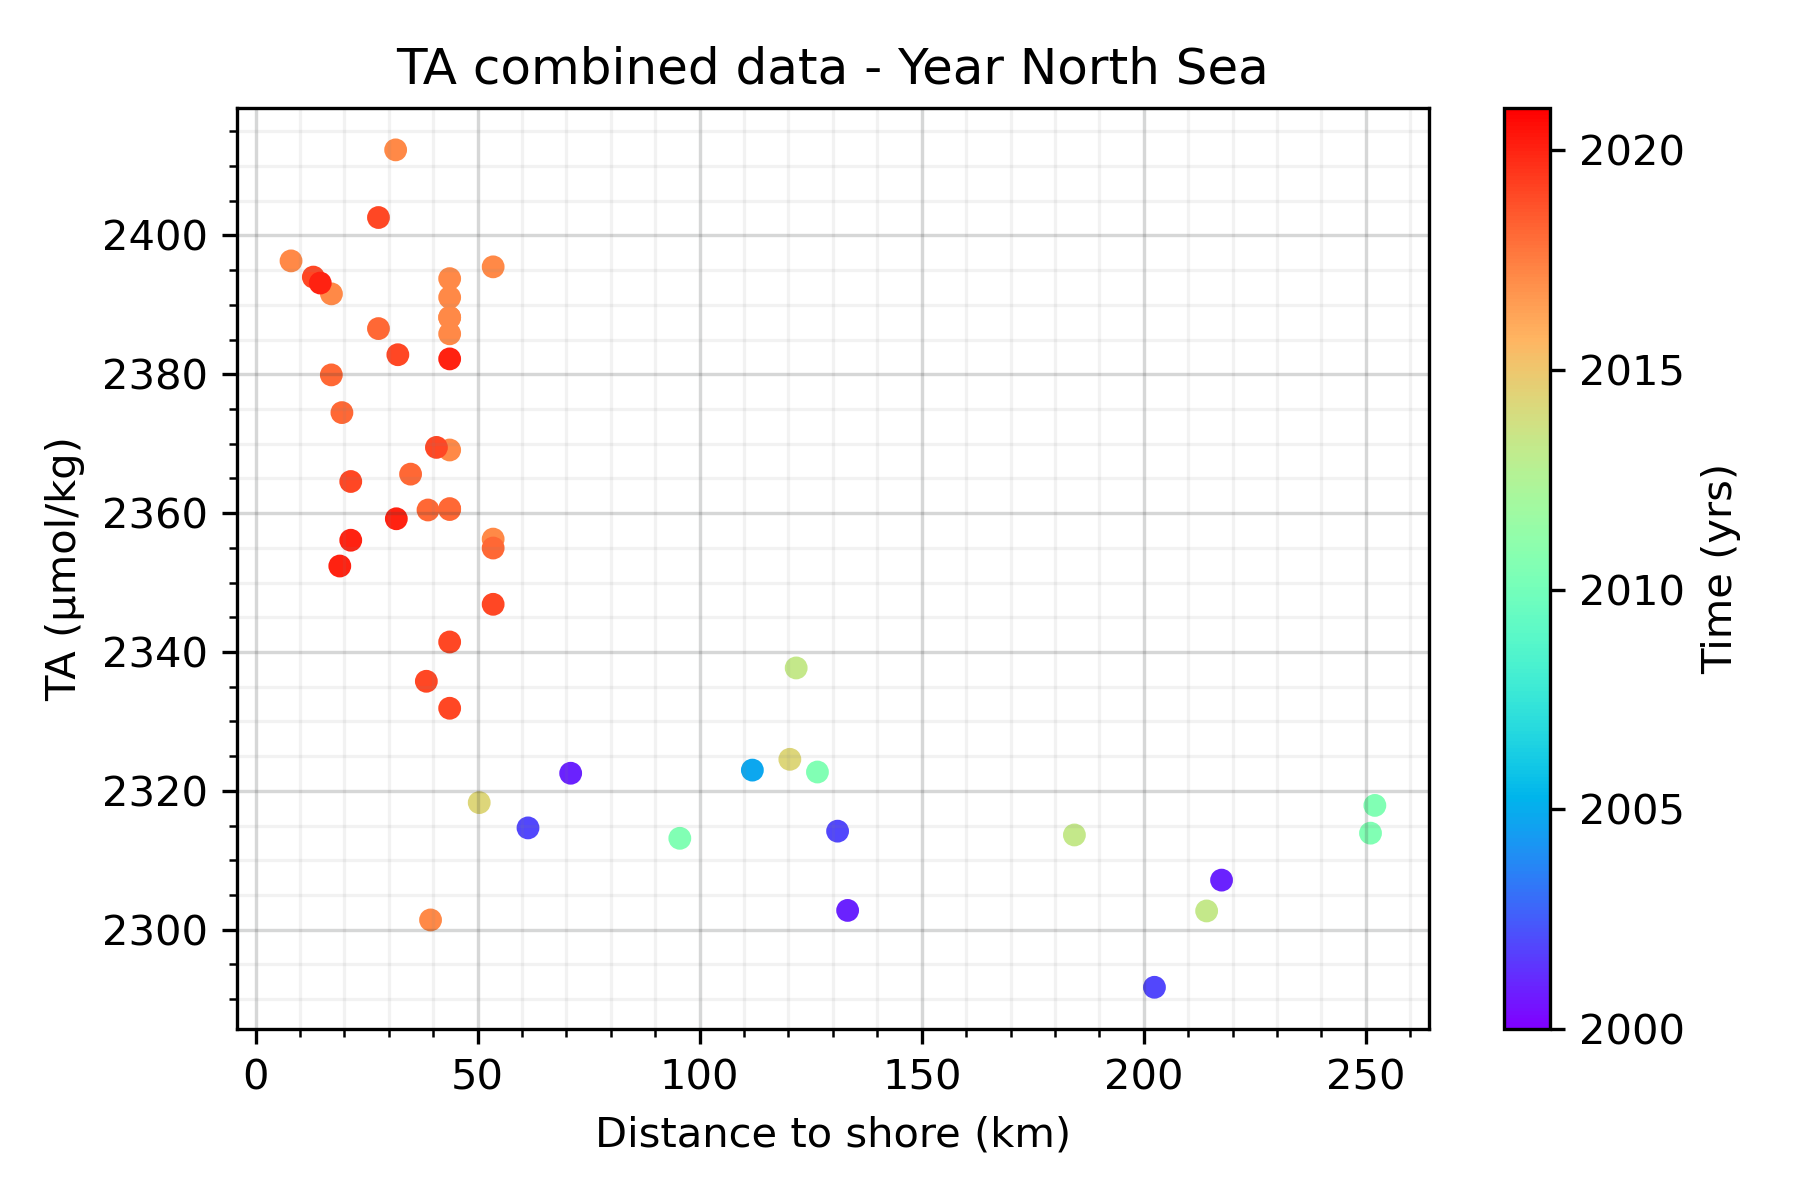 TA combined data - Year North Sea
TA (µmol/kg)
2400
2380
2360
2340
2320
2300
0 50 100 150 200 250
Distance to shore (km)
2020
2015
2010
2005
2000
Time (yrs)